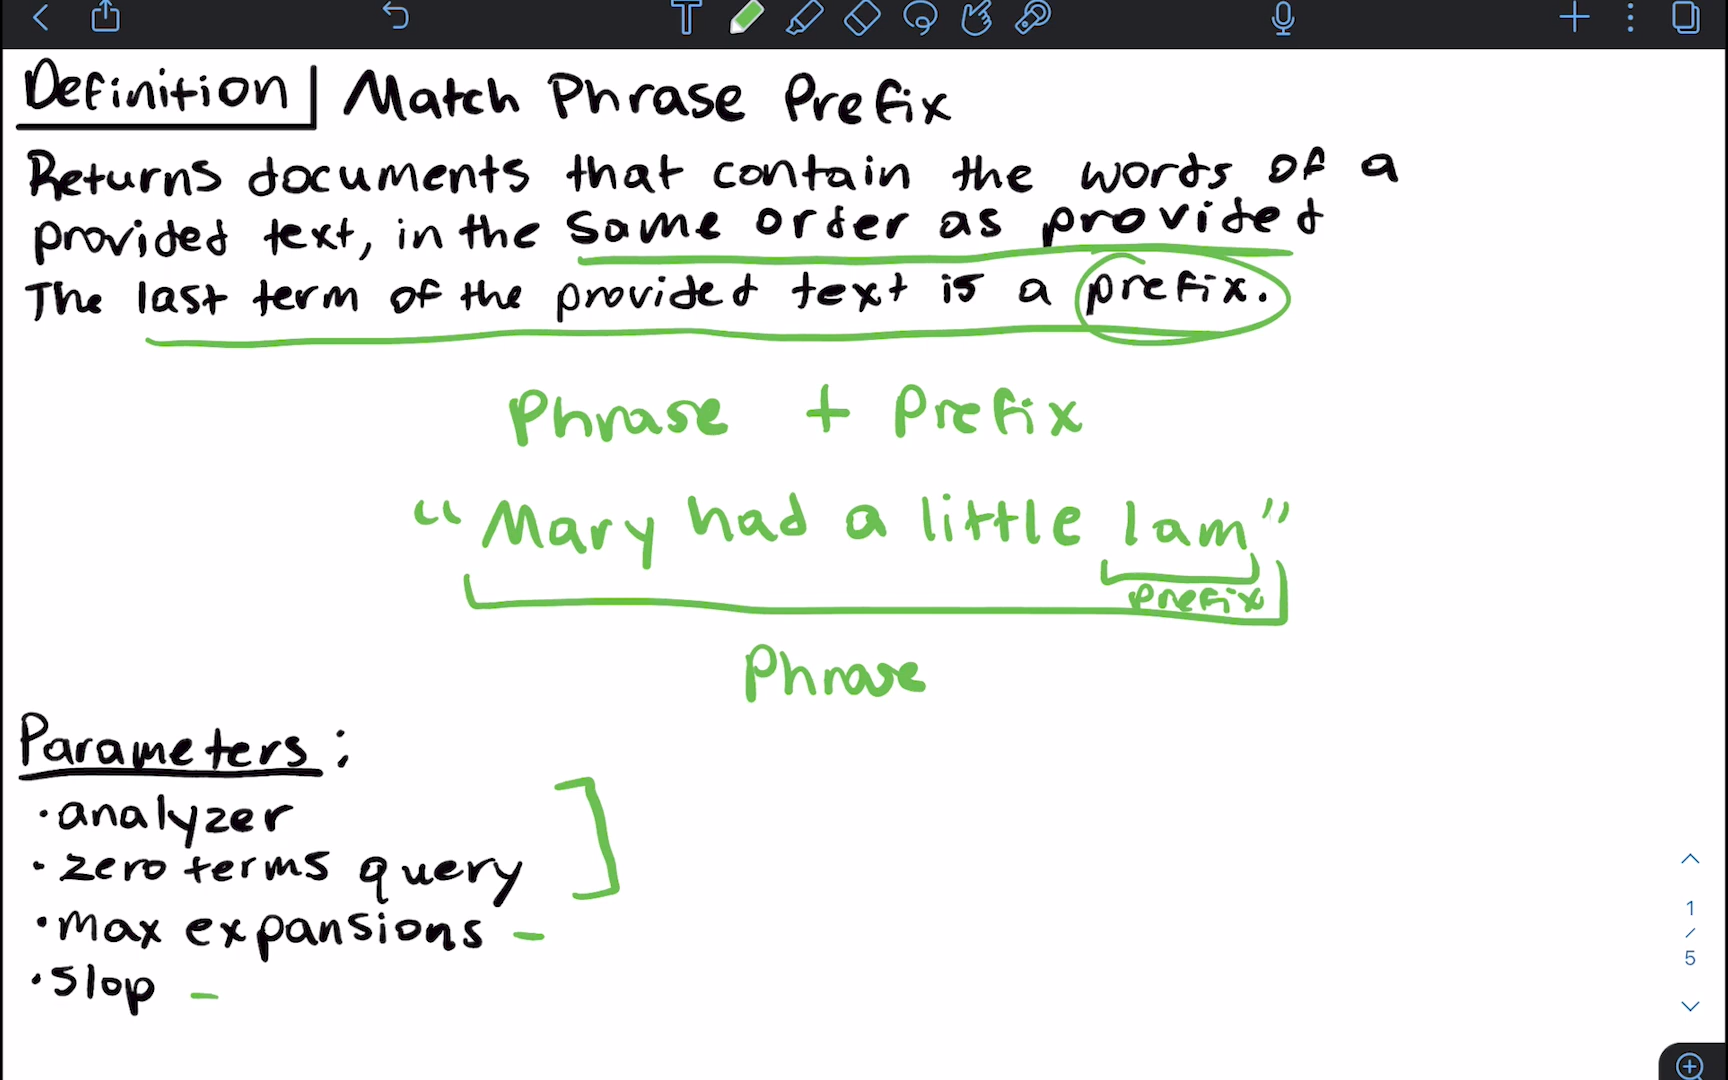 Definition | Match Phrase Prefix
Returns documents that contain the words of a
provided text, in the same order as provided
The last term of the provided text is a prefix.
Phrase + Prefix
“Mary had a little lam”
Prefix
Phrase
Parameters:
• analyzer
• zero terms query
• max expansions -
• Slop -
1
/
5